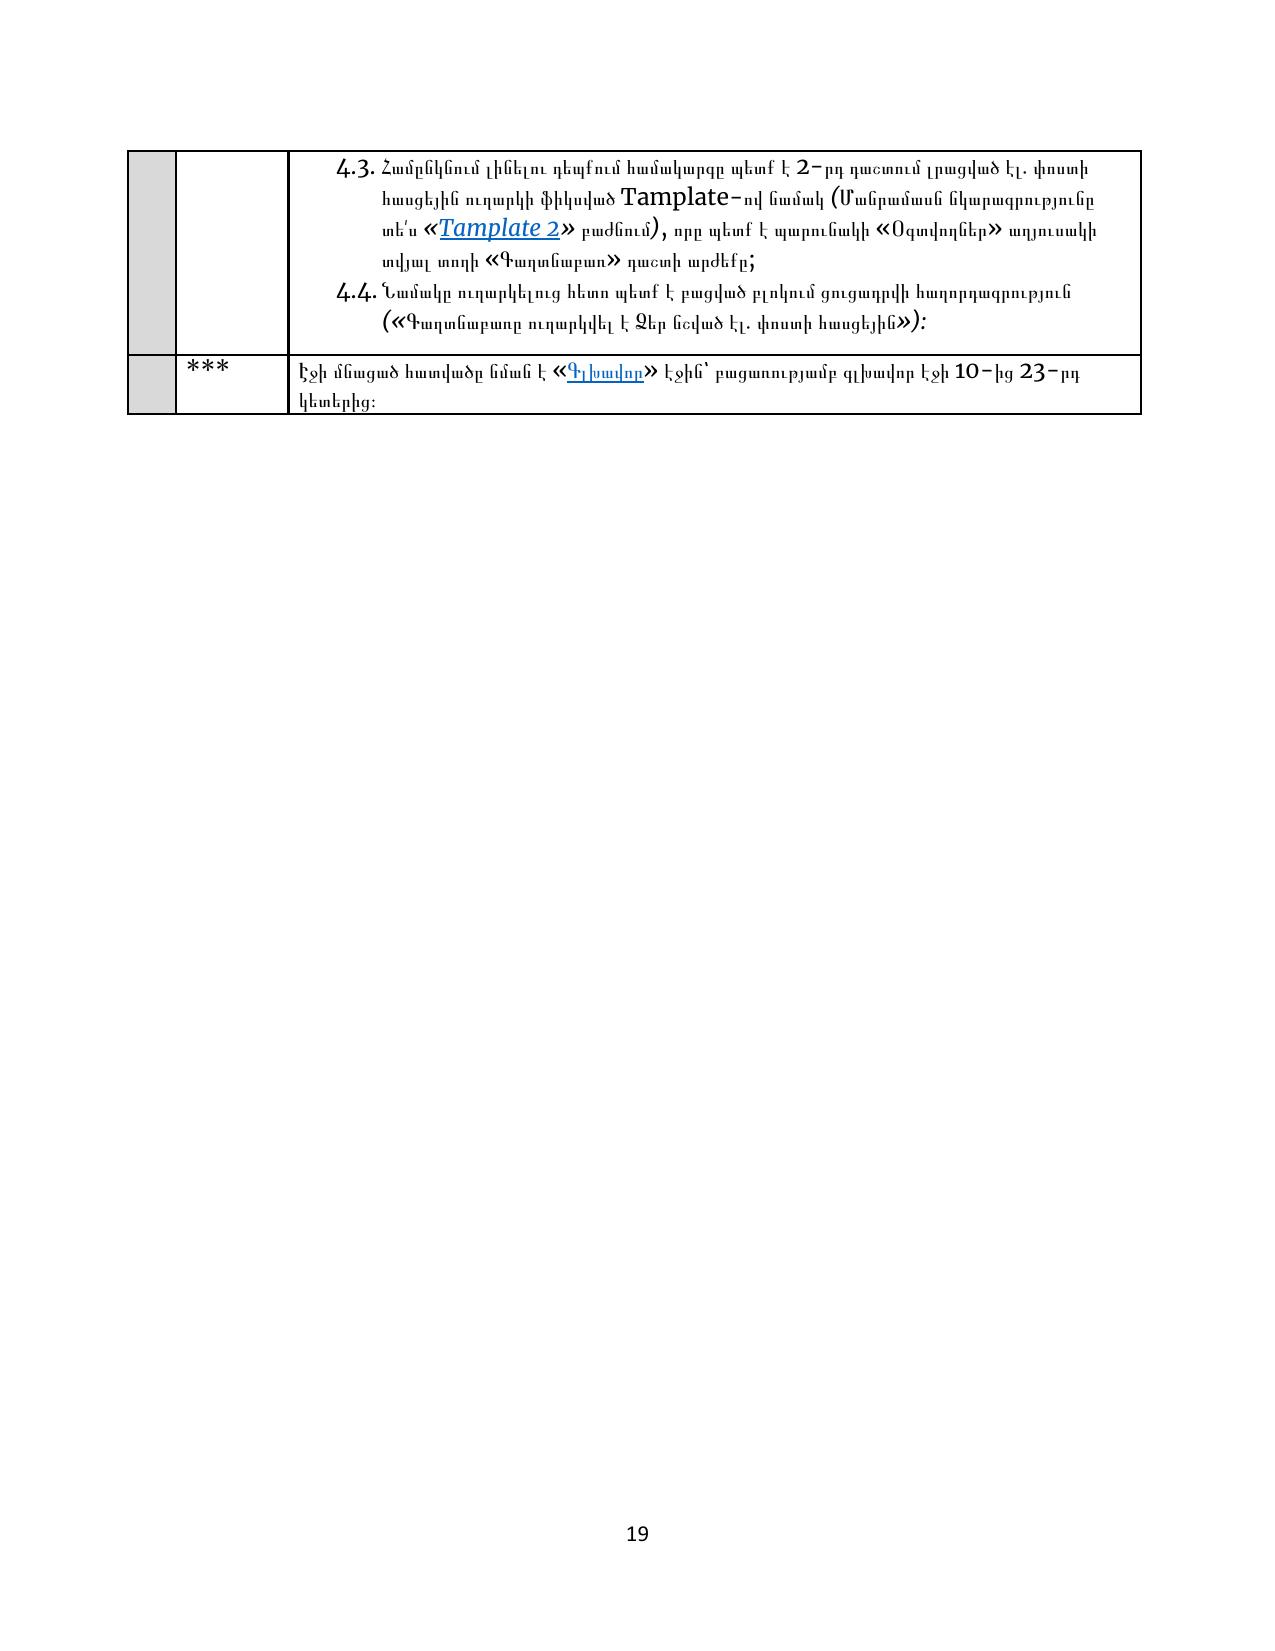 4.3. Համընկնում լինելու դեպքում համակարգը պետք է 2-րդ դաշտում լրացված էլ. փոստի
հասցեյին ուղարկի ֆիկսված Tamplate-ով նամակ (Մանրամասն նկարագրությունը
տե՛ս «Tamplate 2» բաժնում), որը պետք է պարունակի «Օգտվողներ» աղյուսակի
տվյալ տողի «Գաղտնաբառ» դաշտի արժեքը;
4.4. Նամակը ուղարկելուց հետո պետք է բացված բլոկում ցուցադրվի հաղորդագրություն
(«Գաղտնաբառը ուղարկվել է Ձեր նշված էլ. փոստի հասցեյին»):
*** Էջի մնացած հատվածը նման է «Գլխավոր» էջին՝ բացառությամբ գլխավոր էջի 10-ից 23-րդ
կետերից։
19